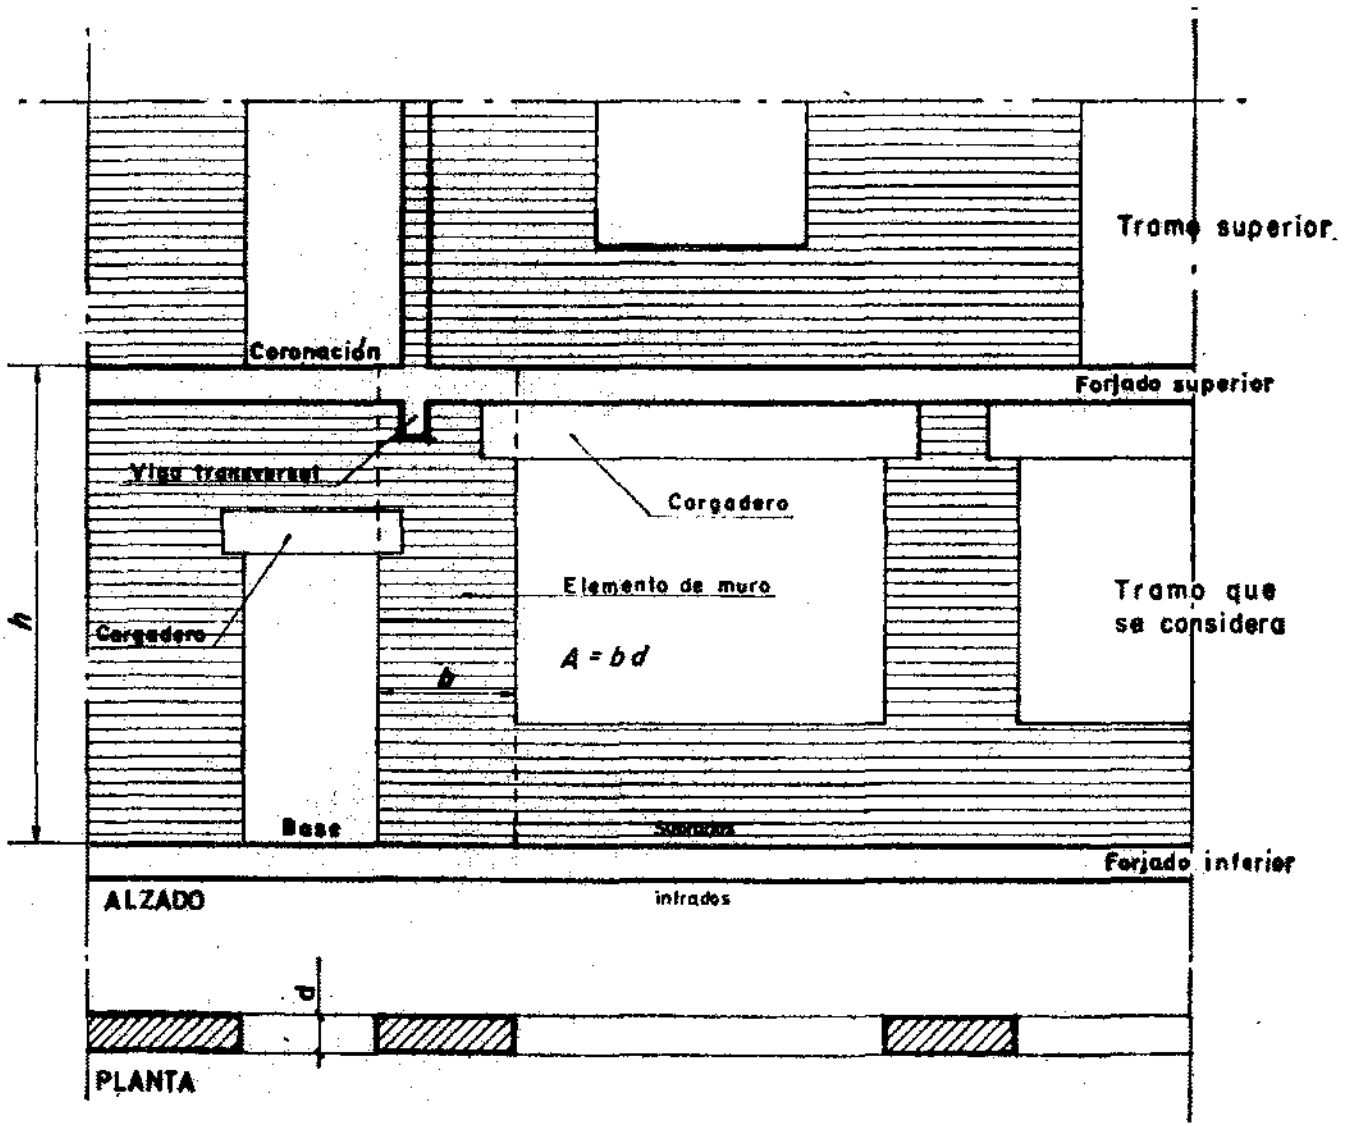 Tramo superior.
Coronación
Forjado superior
Viga transversal
Cargadero
Elemento de muro
Tramo que
se considera
h
Cargadero
A = b d
b
Base
Forjado inferior
ALZADO
intrados
d
PLANTA